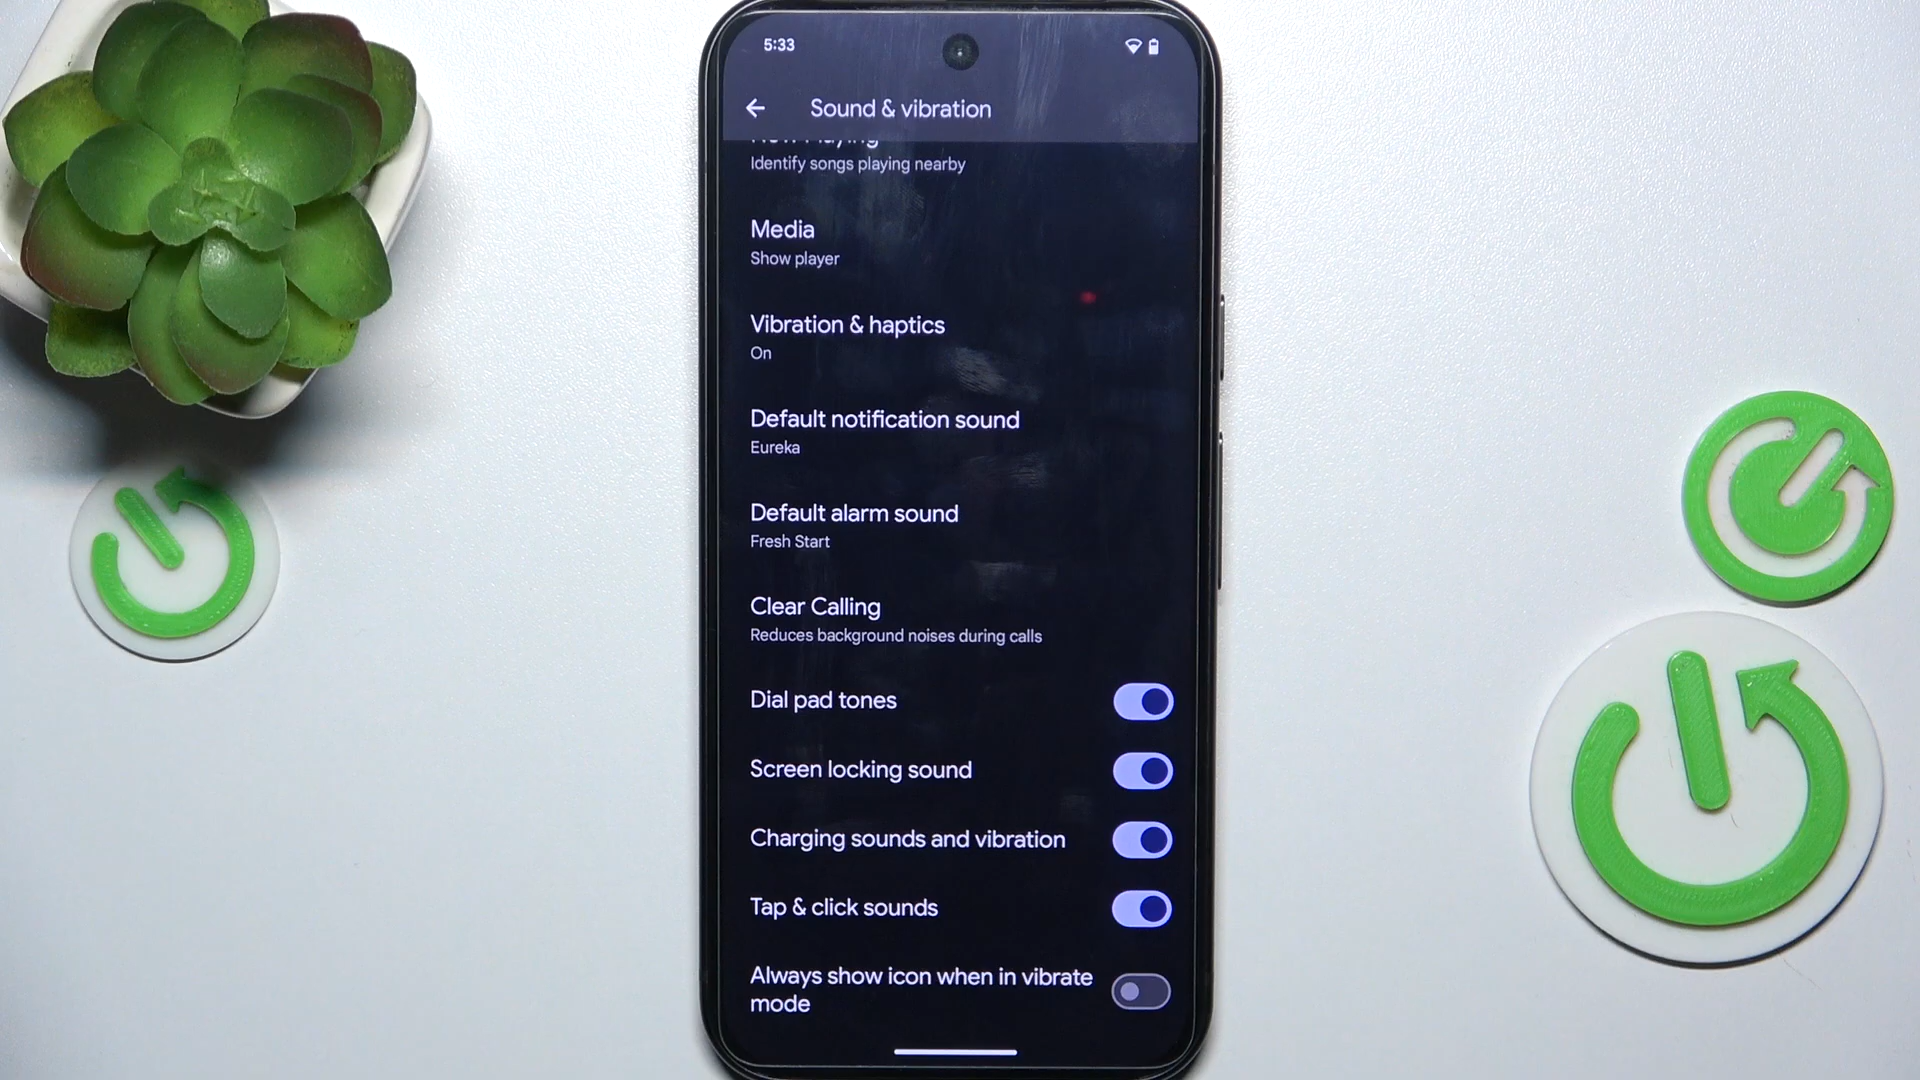 5:33
Sound & vibration
Now Playing
Identify songs playing nearby
Media
Show player
Vibration & haptics
On
Default notification sound
Eureka
Default alarm sound
Fresh Start
Clear Calling
Reduces background noises during calls
Dial pad tones
Screen locking sound
Charging sounds and vibration
Tap & click sounds
Always show icon when in vibrate
mode